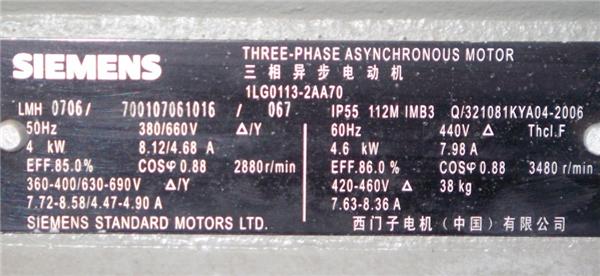 SIEMENS
THREE-PHASE ASYNCHRONOUS MOTOR
三相异步电动机
1LG0113-2AA70
LMH 0706/ 700107061016 / 067 IP55 112M IMB3 Q/321081KYA04-2006
50Hz 380/660V Δ/Y 60Hz 440V Δ Thcl.F
4 kW 8.12/4.68 A 4.6 kW 7.98 A
EFF.85.0% COSφ 0.88 2880 r/min EFF.86.0% COSφ 0.88 3480 r/min
360-400/630-690V Δ/Y 420-460V Δ 38 kg
7.72-8.58/4.47-4.90 A 7.63-8.36 A
SIEMENS STANDARD MOTORS LTD. 西门子电机（中国）有限公司